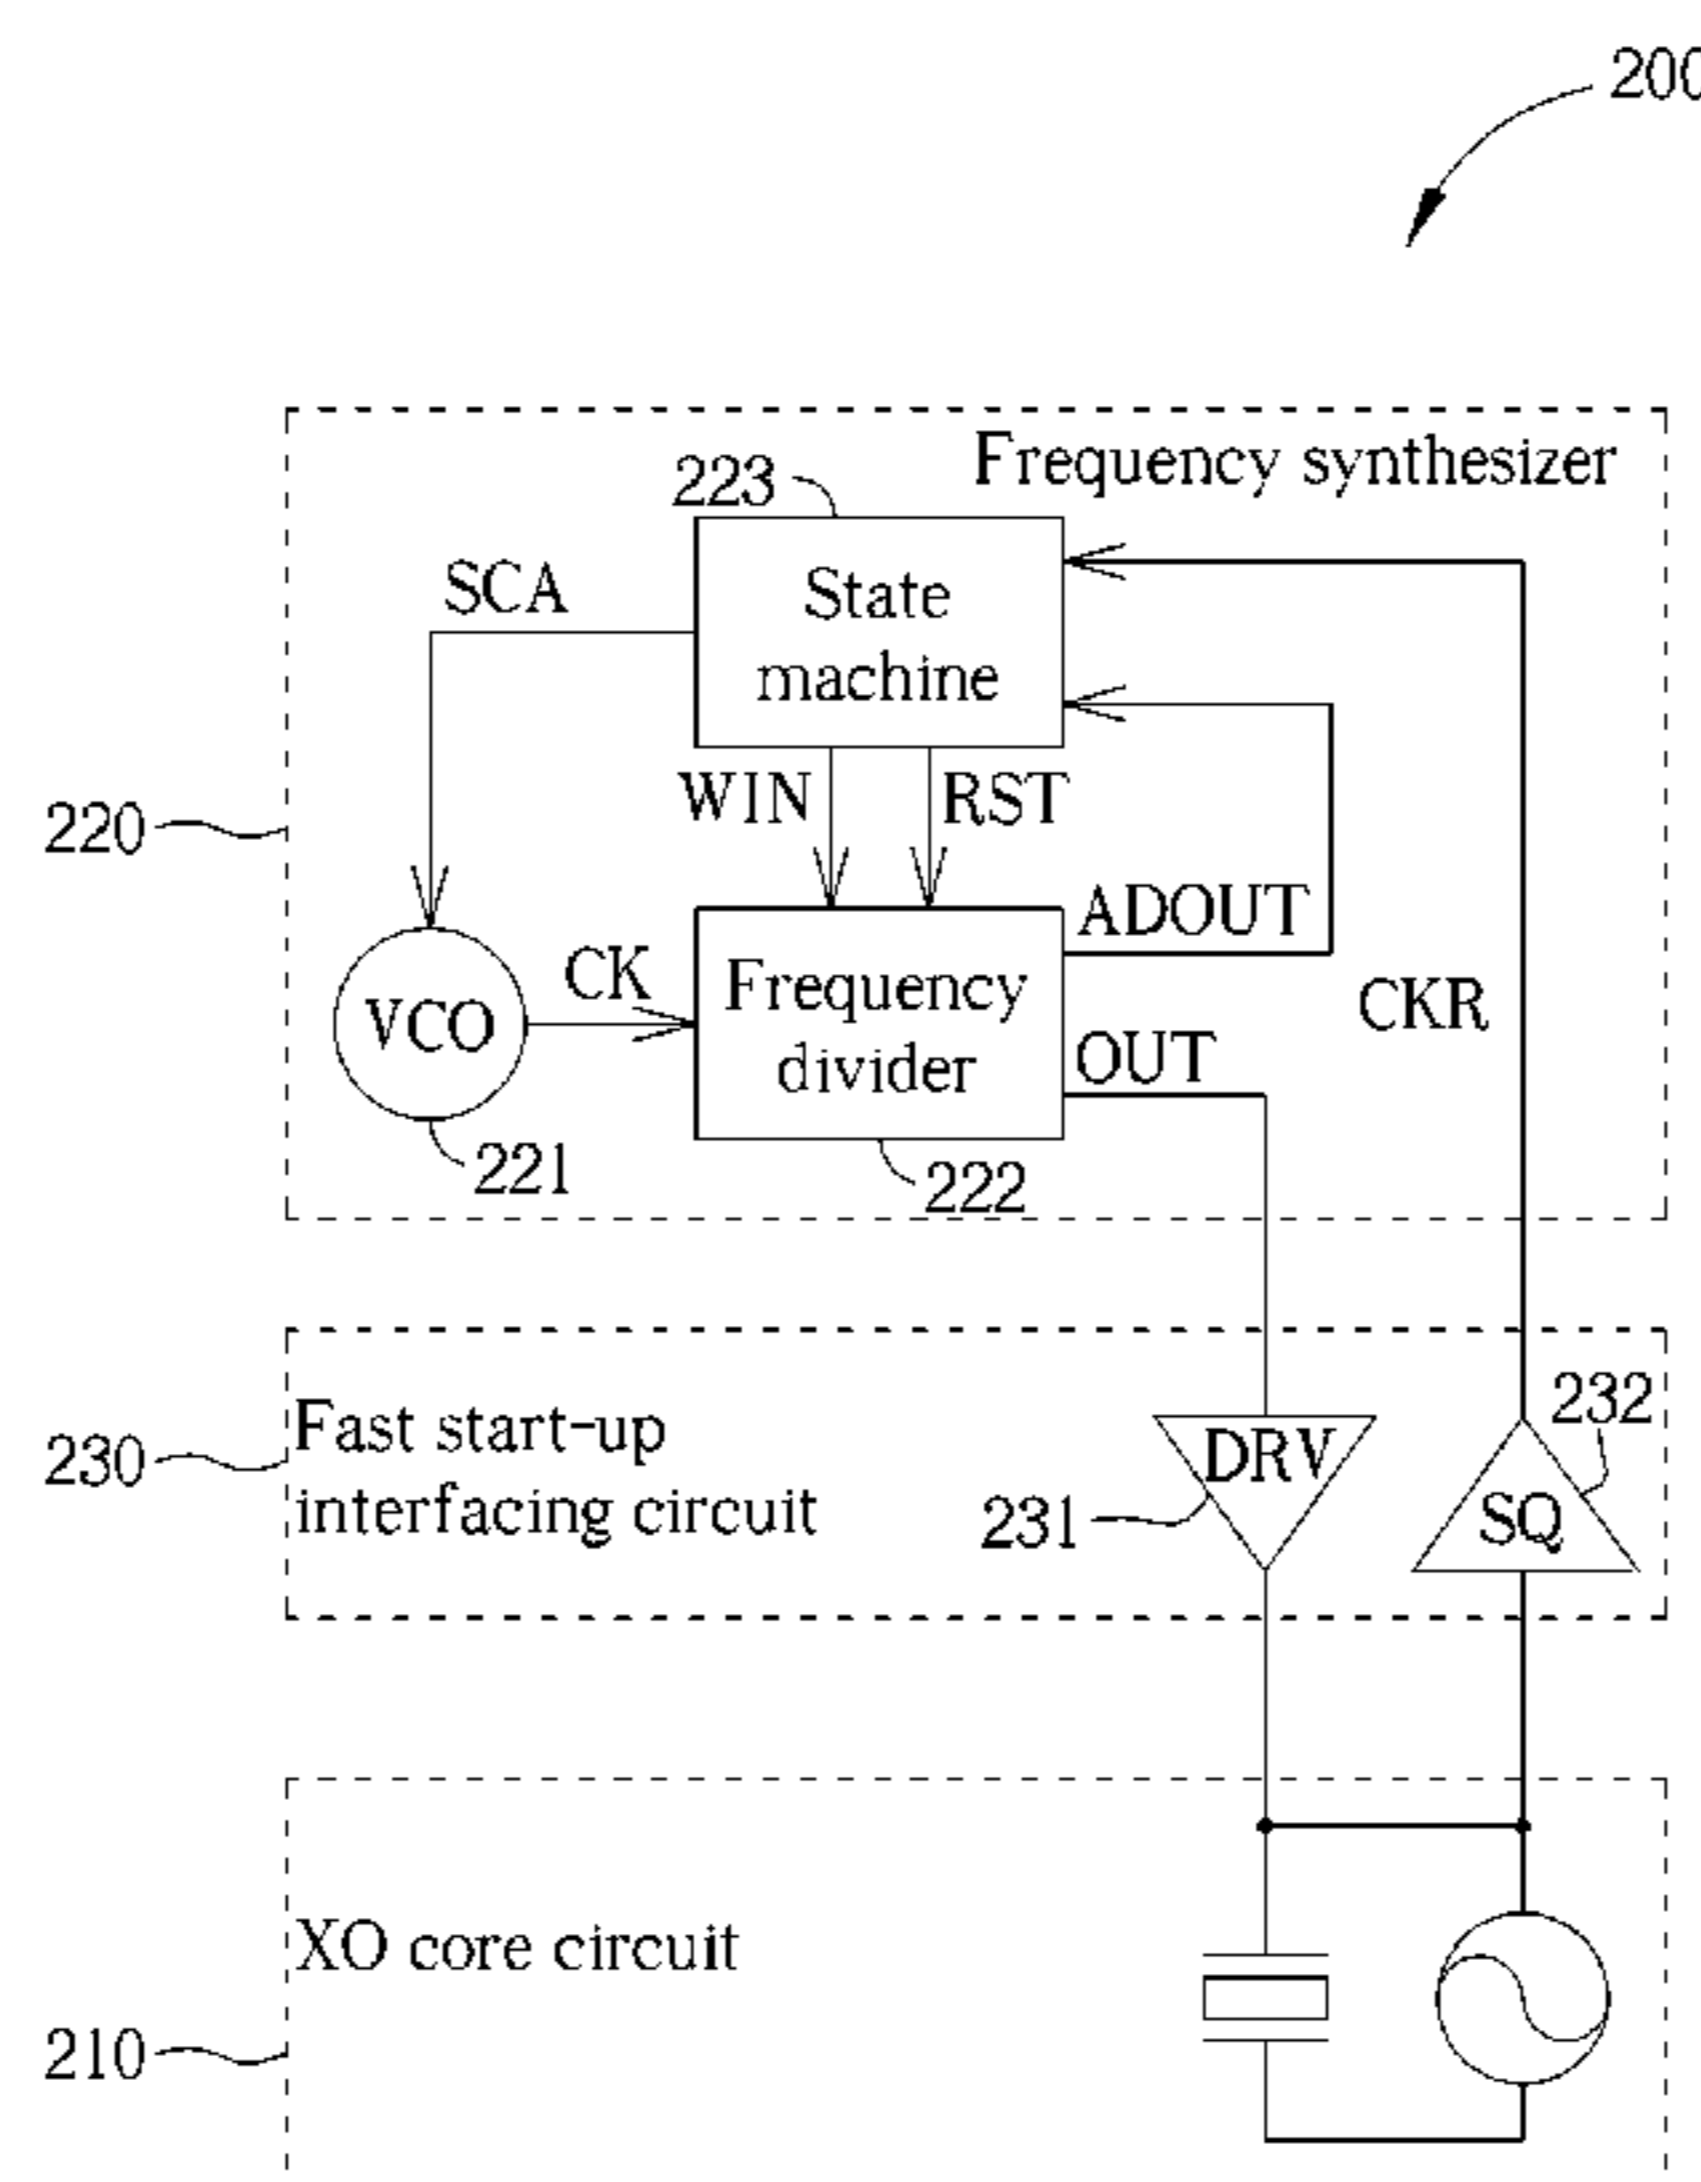 200
Frequency synthesizer
223
SCA
State
machine
WIN
RST
220
ADOUT
CK
Frequency
divider
VCO
CKR
OUT
221
222
232
Fast start-up
interfacing circuit
DRV
230
231
SQ
XO core circuit
210